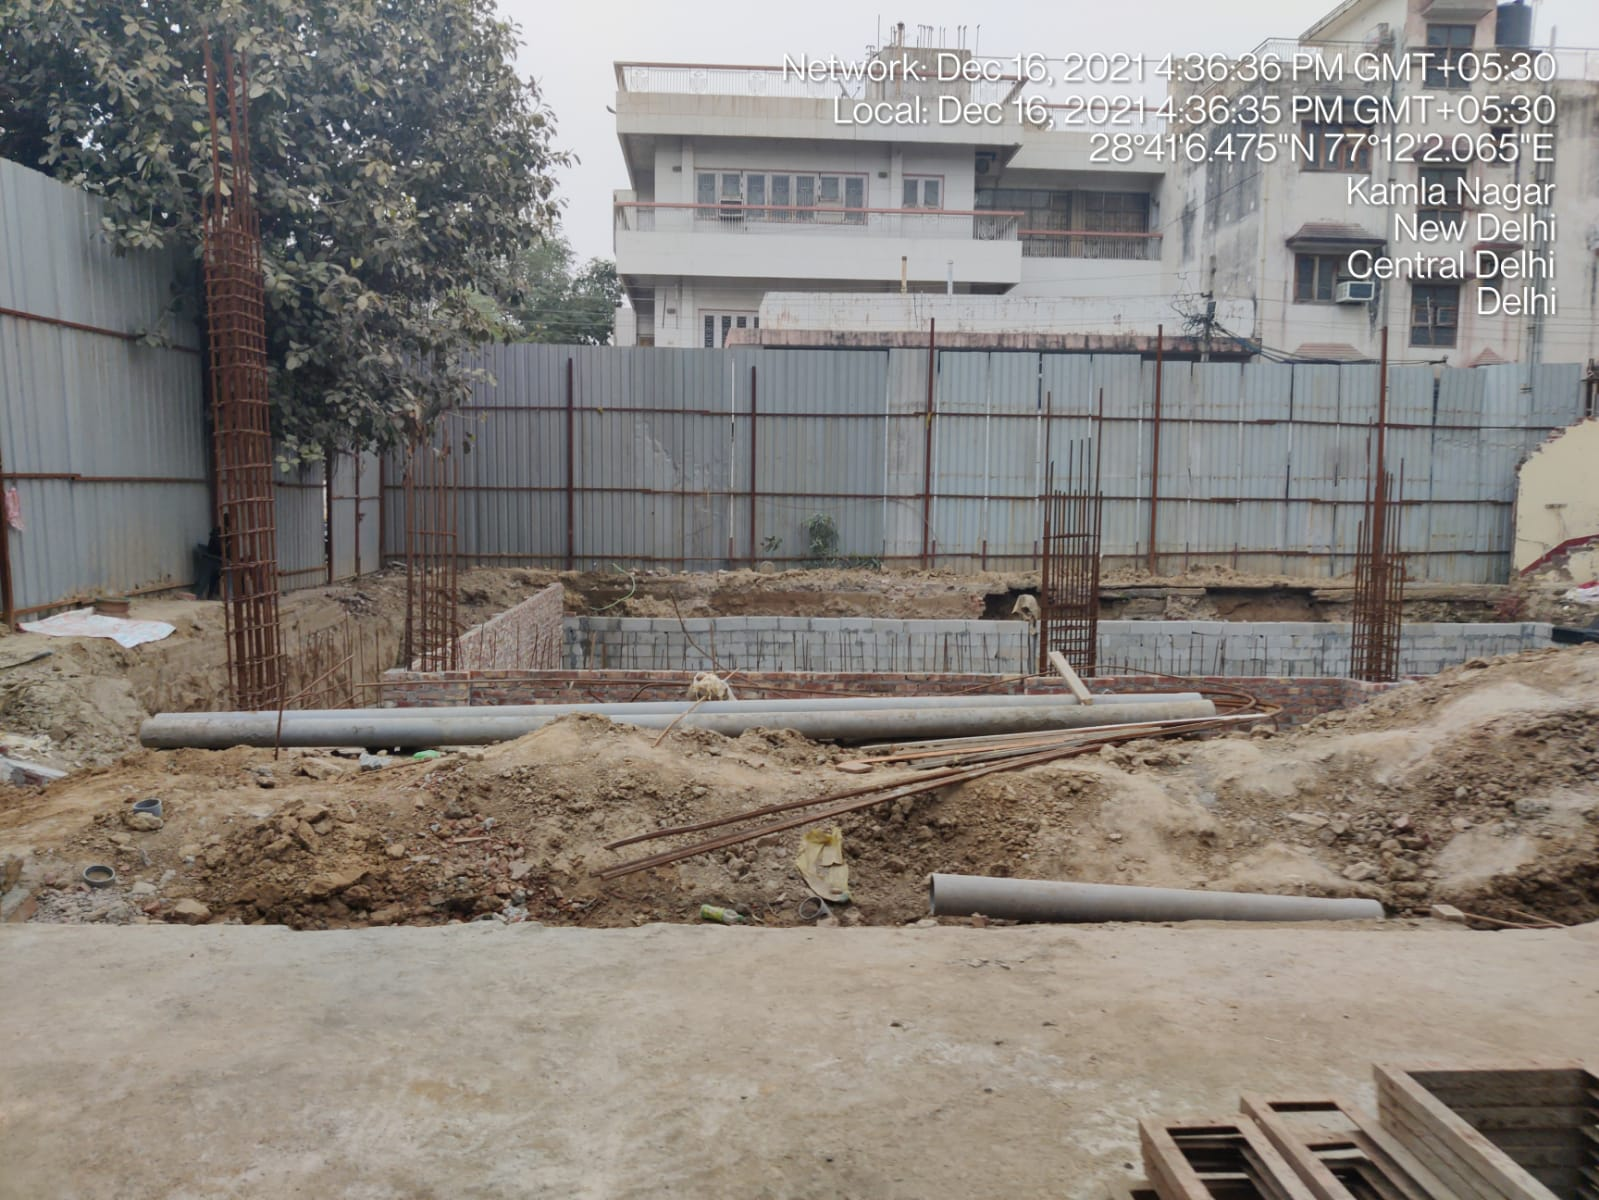 Network: Dec 16, 2021 4:36:36 PM GMT+05:30
Local: Dec 16, 2021 4:36:35 PM GMT+05:30
28°41'6.475"N 77°12'2.065"E
Kamla Nagar
New Delhi
Central Delhi
Delhi